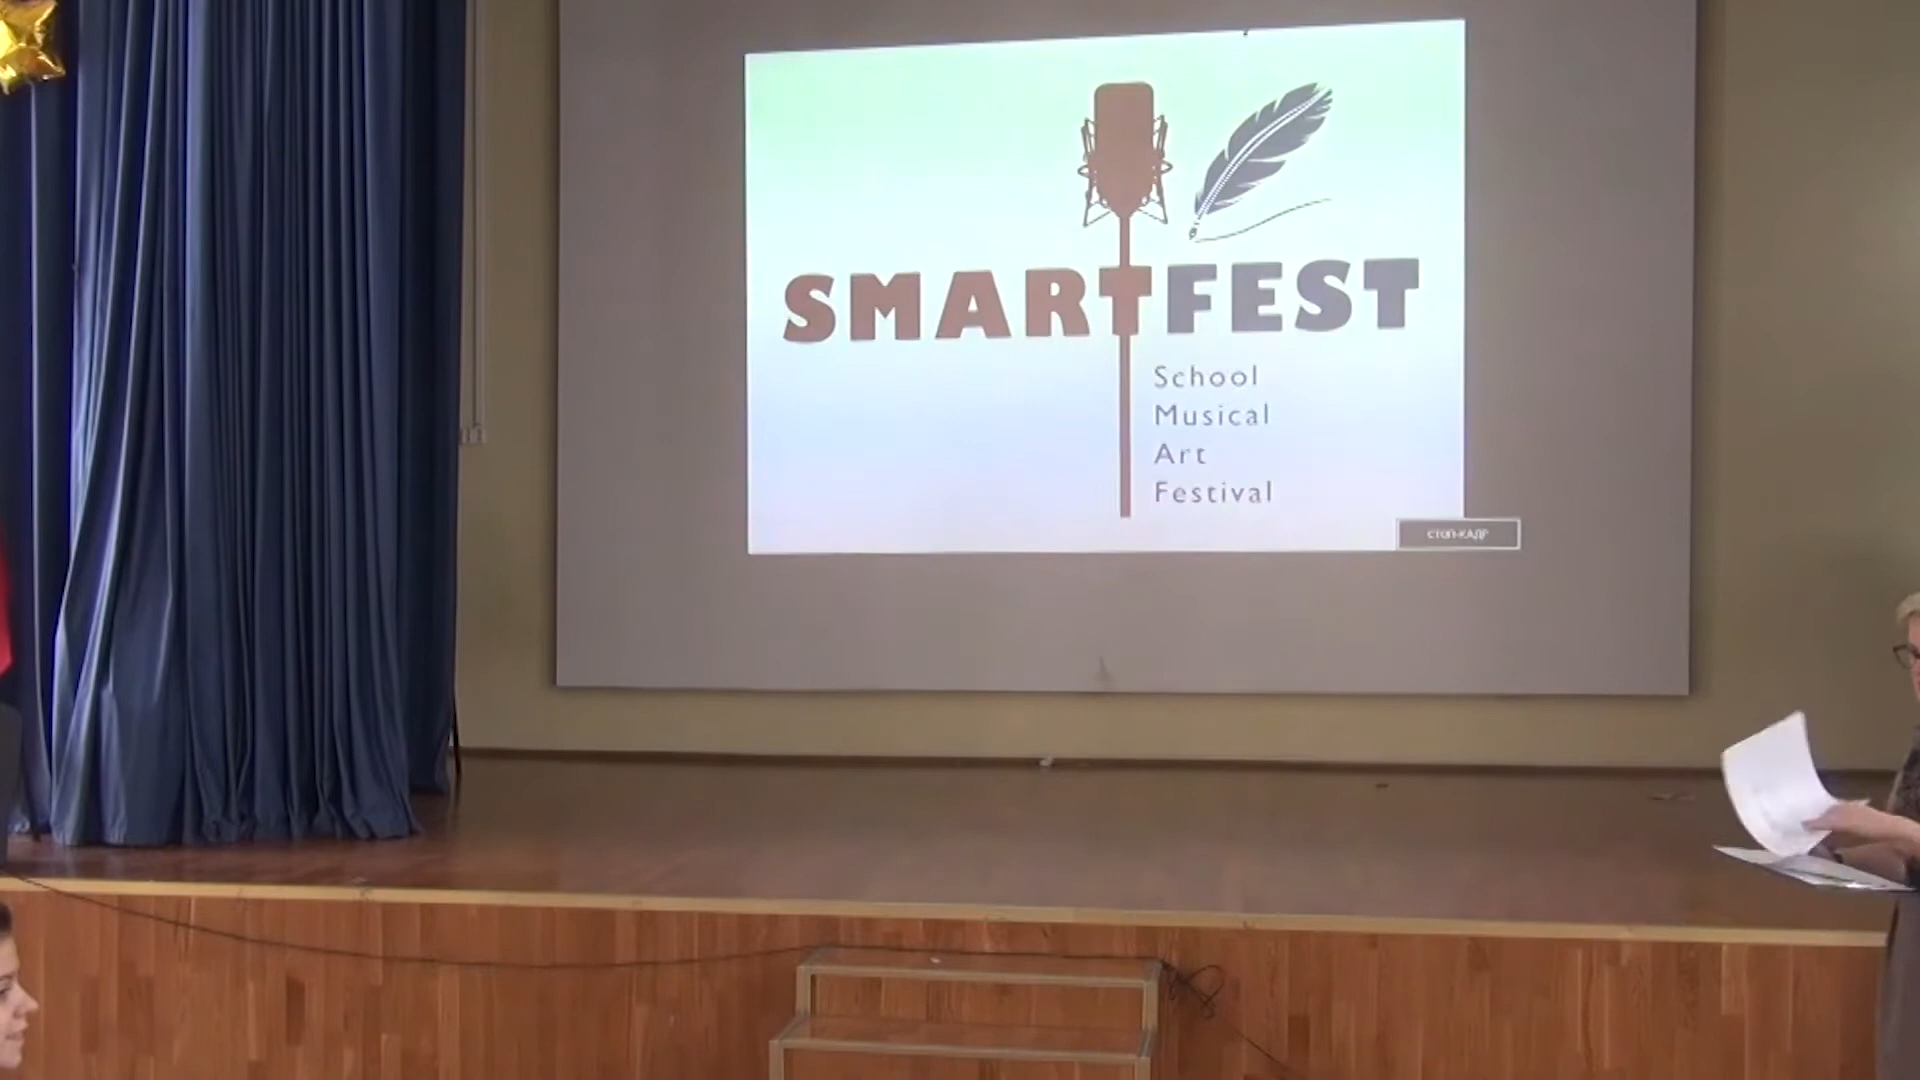 SMARTFEST
School
Musical
Art
Festival
СТОП-КАДР